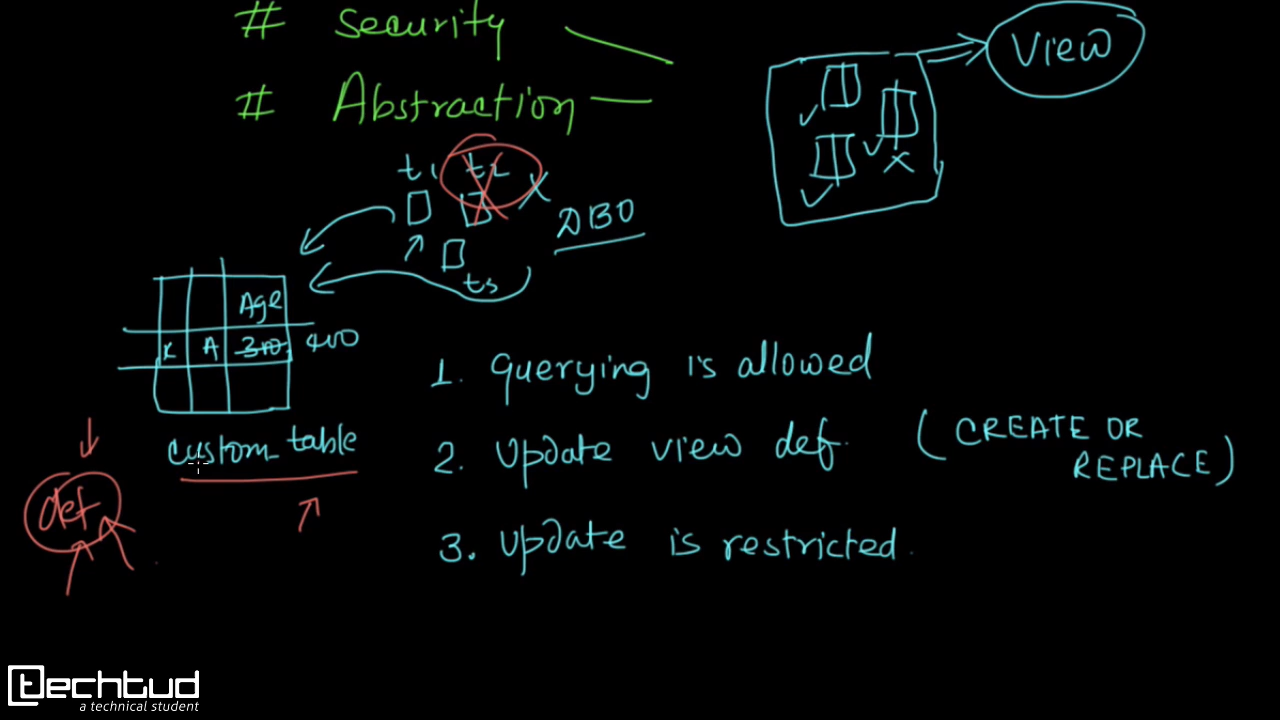 # Security
# Abstraction
View
t1 t2 X
DBO
t3
X
Age
K A 310 400
custom table
def
1. Querying is allowed
2. Update view def. (CREATE OR REPLACE)
3. Update is restricted.
techtud
a technical student